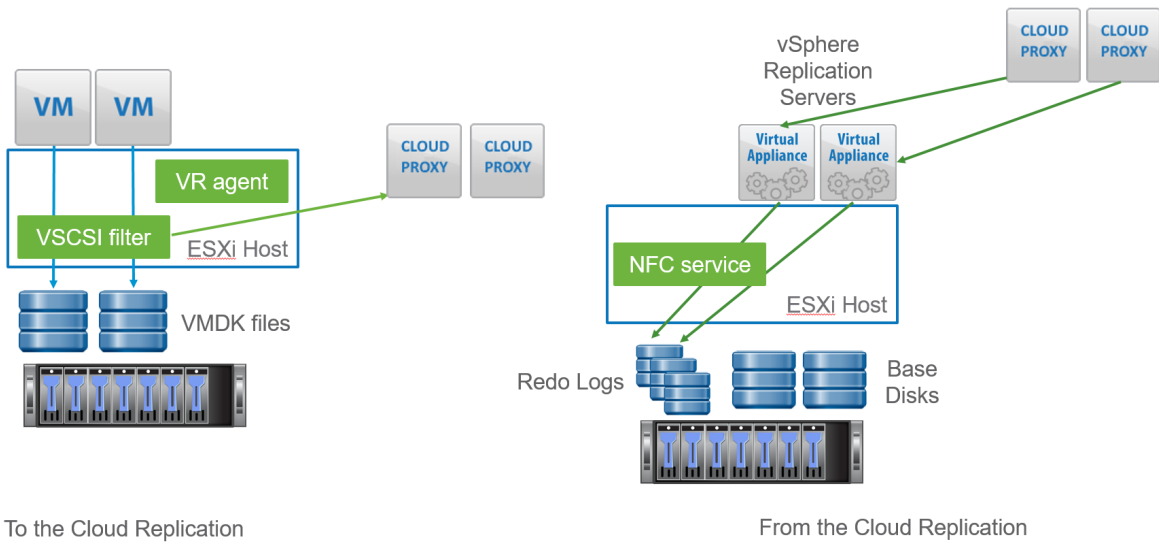 VM
VM
VR agent
VSCSI filter
ESXi Host
VMDK files
CLOUD
PROXY
CLOUD
PROXY
To the Cloud Replication
vSphere
Replication
Servers
CLOUD
PROXY
CLOUD
PROXY
Virtual
Appliance
Virtual
Appliance
NFC service
ESXi Host
Redo Logs
Base
Disks
From the Cloud Replication